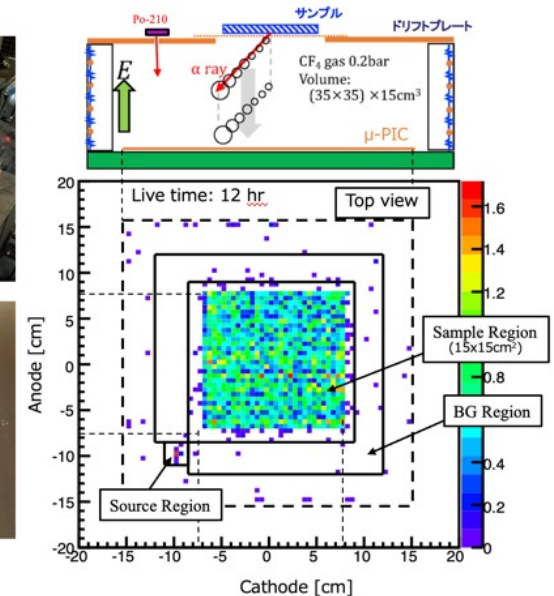 サンプル
Po-210
ドリフトプレート
E
α ray
CF₄ gas 0.2bar
Volume:
(35×35) ×15cm³
μ-PIC
Live time: 12 hr
Top view
Sample Region
(15x15cm²)
BG Region
Source Region
Anode [cm]
20
15
10
5
0
-5
-10
-15
-20
-20 -15 -10 -5 0 5 10 15 20
Cathode [cm]
1.6
1.4
1.2
0.8
0.4
0.2
0